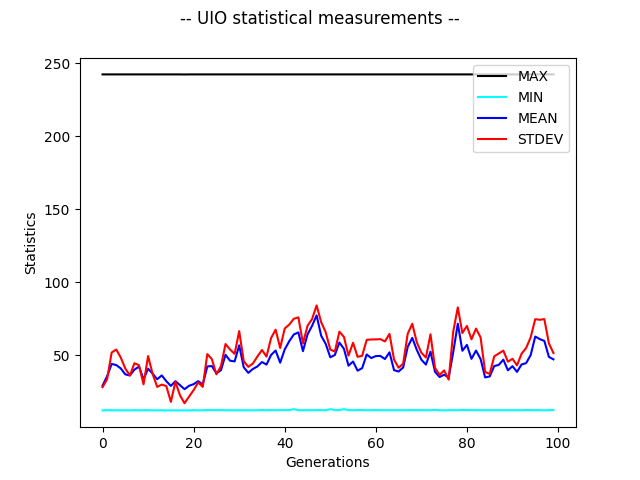 -- UIO statistical measurements --
250
200
150
100
50
0
20
40
60
80
100
Statistics
Generations
MAX
MIN
MEAN
STDEV